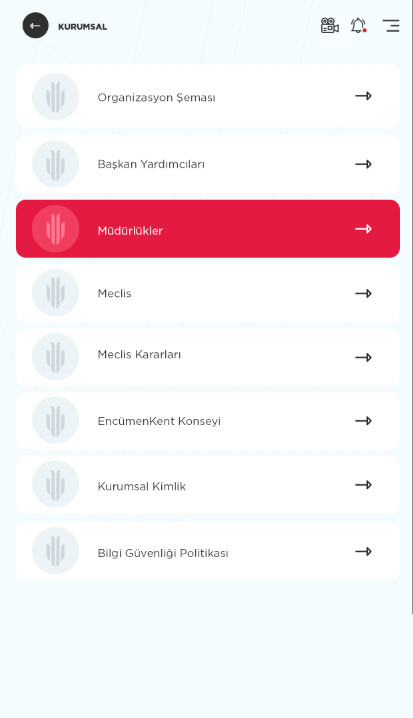 KURUMSAL
Organizasyon Şeması
Başkan Yardımcıları
Müdürlükler
Meclis
Meclis Kararları
EncümenKent Konseyi
Kurumsal Kimlik
Bilgi Güvenliği Politikası